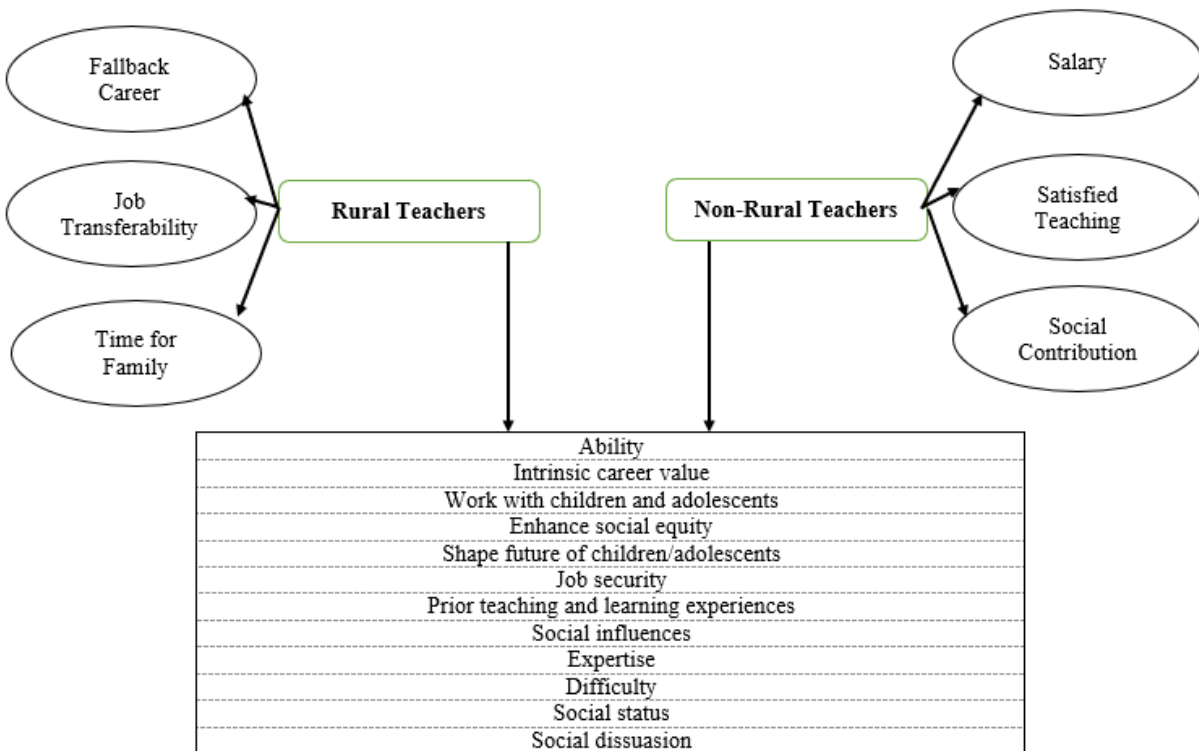 Fallback
Career
Job
Transferability
Time for
Family
Rural Teachers
Non-Rural Teachers
Salary
Satisfied
Teaching
Social
Contribution
Ability
Intrinsic career value
Work with children and adolescents
Enhance social equity
Shape future of children/adolescents
Job security
Prior teaching and learning experiences
Social influences
Expertise
Difficulty
Social status
Social dissuasion